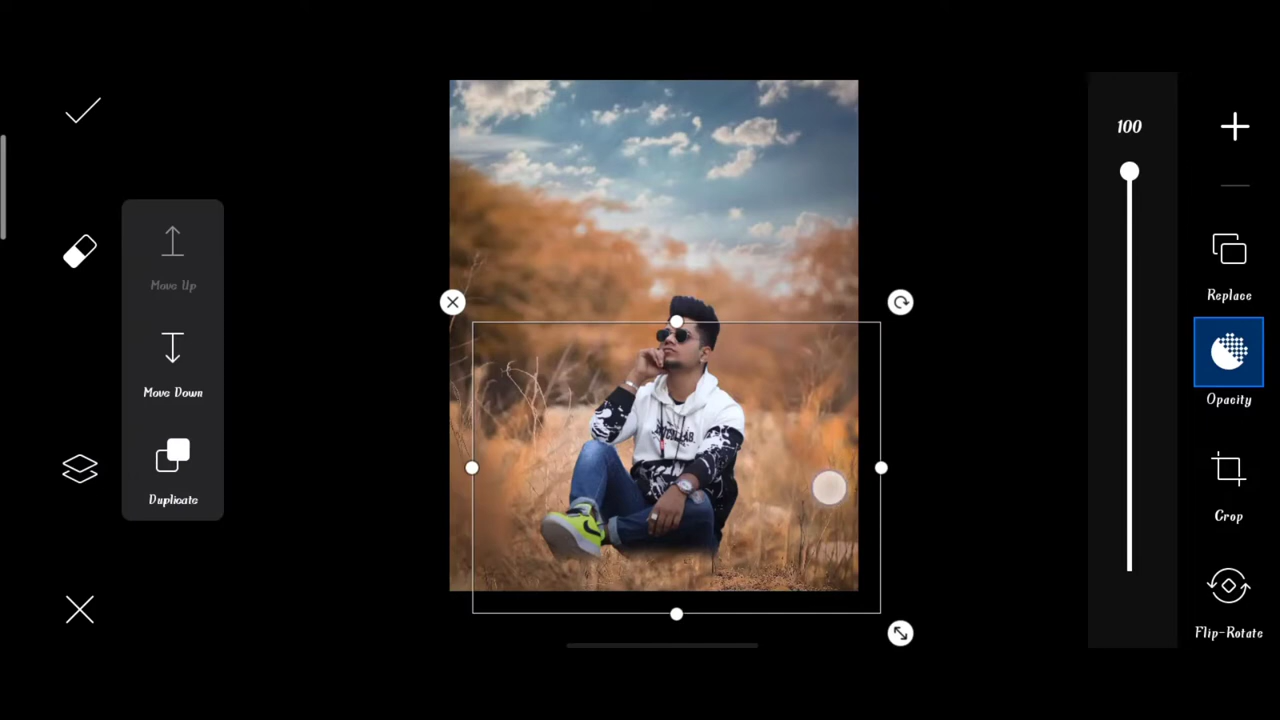 Move Up
Move Down
Duplicate
100
Replace
Opacity
Crop
Flip-Rotate